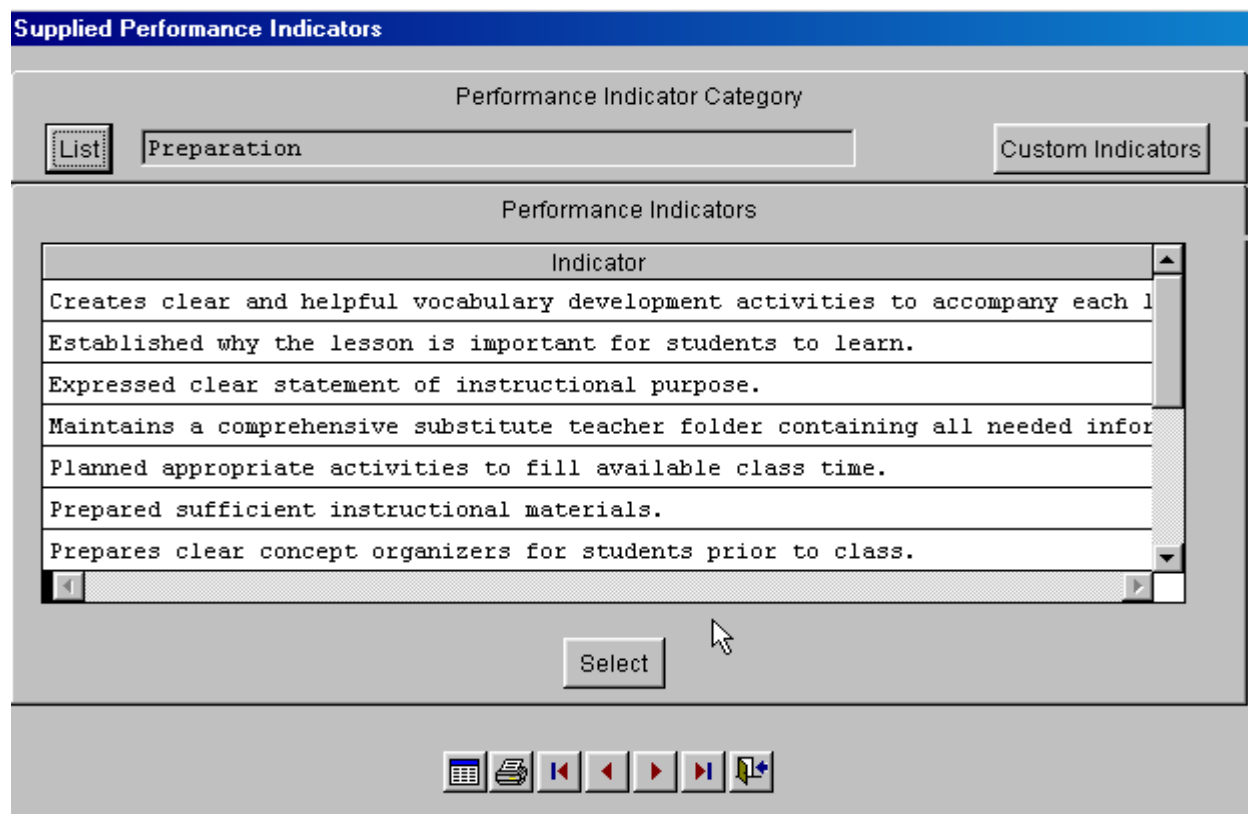 Supplied Performance Indicators
Performance Indicator Category
List Preparation Custom Indicators
Performance Indicators
Indicator
Creates clear and helpful vocabulary development activities to accompany each l
Established why the lesson is important for students to learn.
Expressed clear statement of instructional purpose.
Maintains a comprehensive substitute teacher folder containing all needed infor
Planned appropriate activities to fill available class time.
Prepared sufficient instructional materials.
Prepares clear concept organizers for students prior to class.
Select